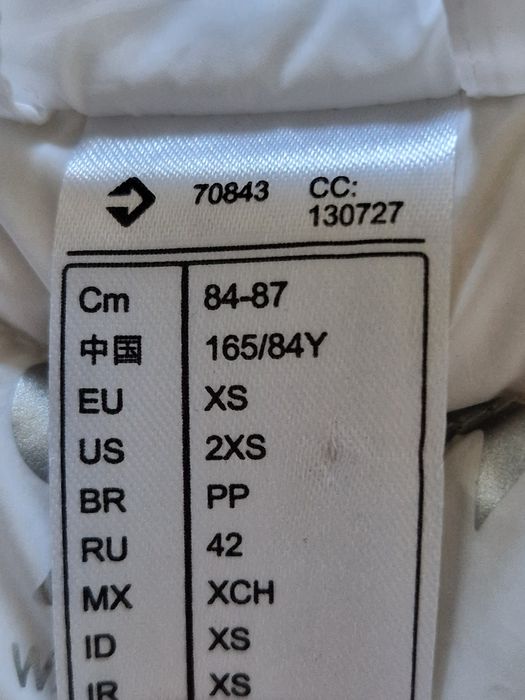 70843 CC:
130727
Cm 84-87
中国 165/84Y
EU XS
US 2XS
BR PP
RU 42
MX XCH
ID XS
IR XS
W